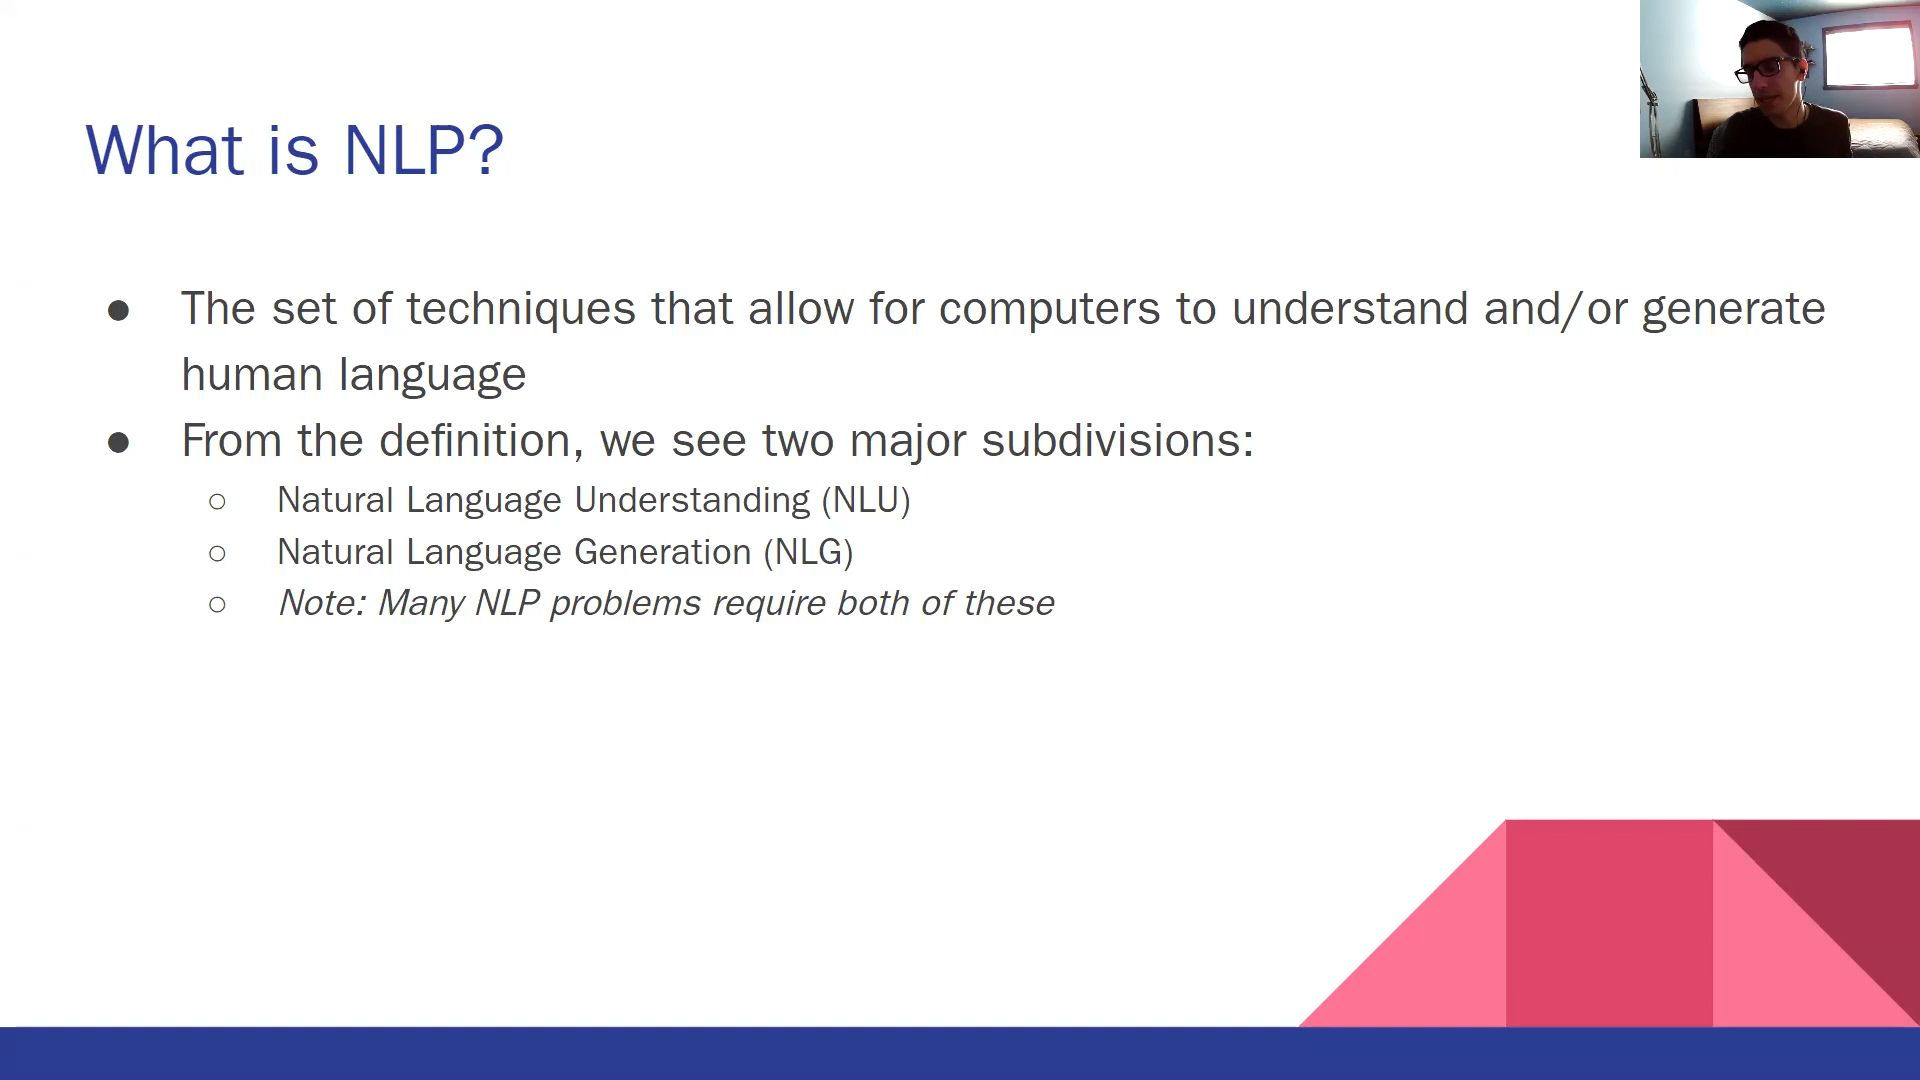 What is NLP?
● The set of techniques that allow for computers to understand and/or generate
human language
● From the definition, we see two major subdivisions:
○ Natural Language Understanding (NLU)
○ Natural Language Generation (NLG)
○ Note: Many NLP problems require both of these